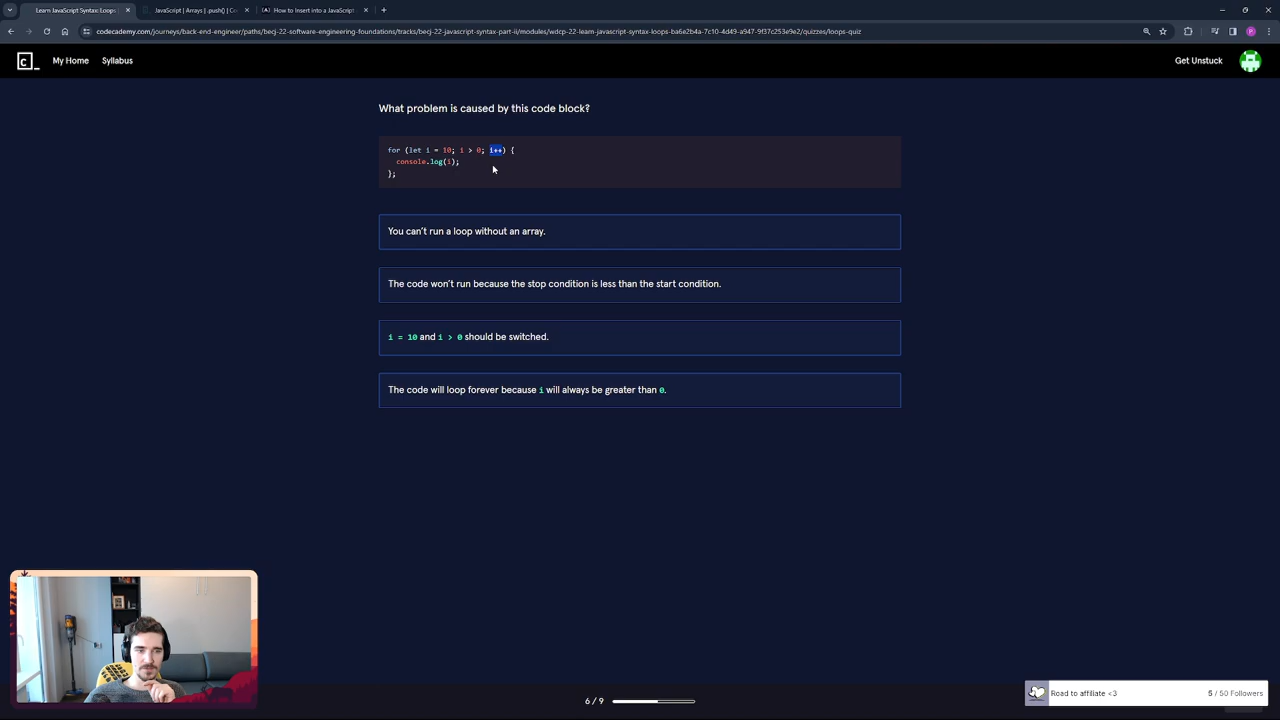 Learn JavaScript Syntax: Loops
JavaScript | Arrays | .push() | Co
How to Insert into a JavaScript
codecademy.com/journeys/back-end-engineer/paths/becj-22-software-engineering-foundations/tracks/becj-22-javascript-syntax-part-ii/modules/wdcp-22-learn-javascript-syntax-loops-ba6e2b4a-7c10-4d49-a947-9f37c253e9e2/quizzes/loops-quiz
My Home Syllabus Get Unstuck
What problem is caused by this code block?
for (let i = 10; i > 0; i++) {
console.log(i);
};
You can't run a loop without an array.
The code won't run because the stop condition is less than the start condition.
i = 10 and i > 0 should be switched.
The code will loop forever because i will always be greater than 0.
Road to affiliate <3 5 / 50 Followers
6 / 9